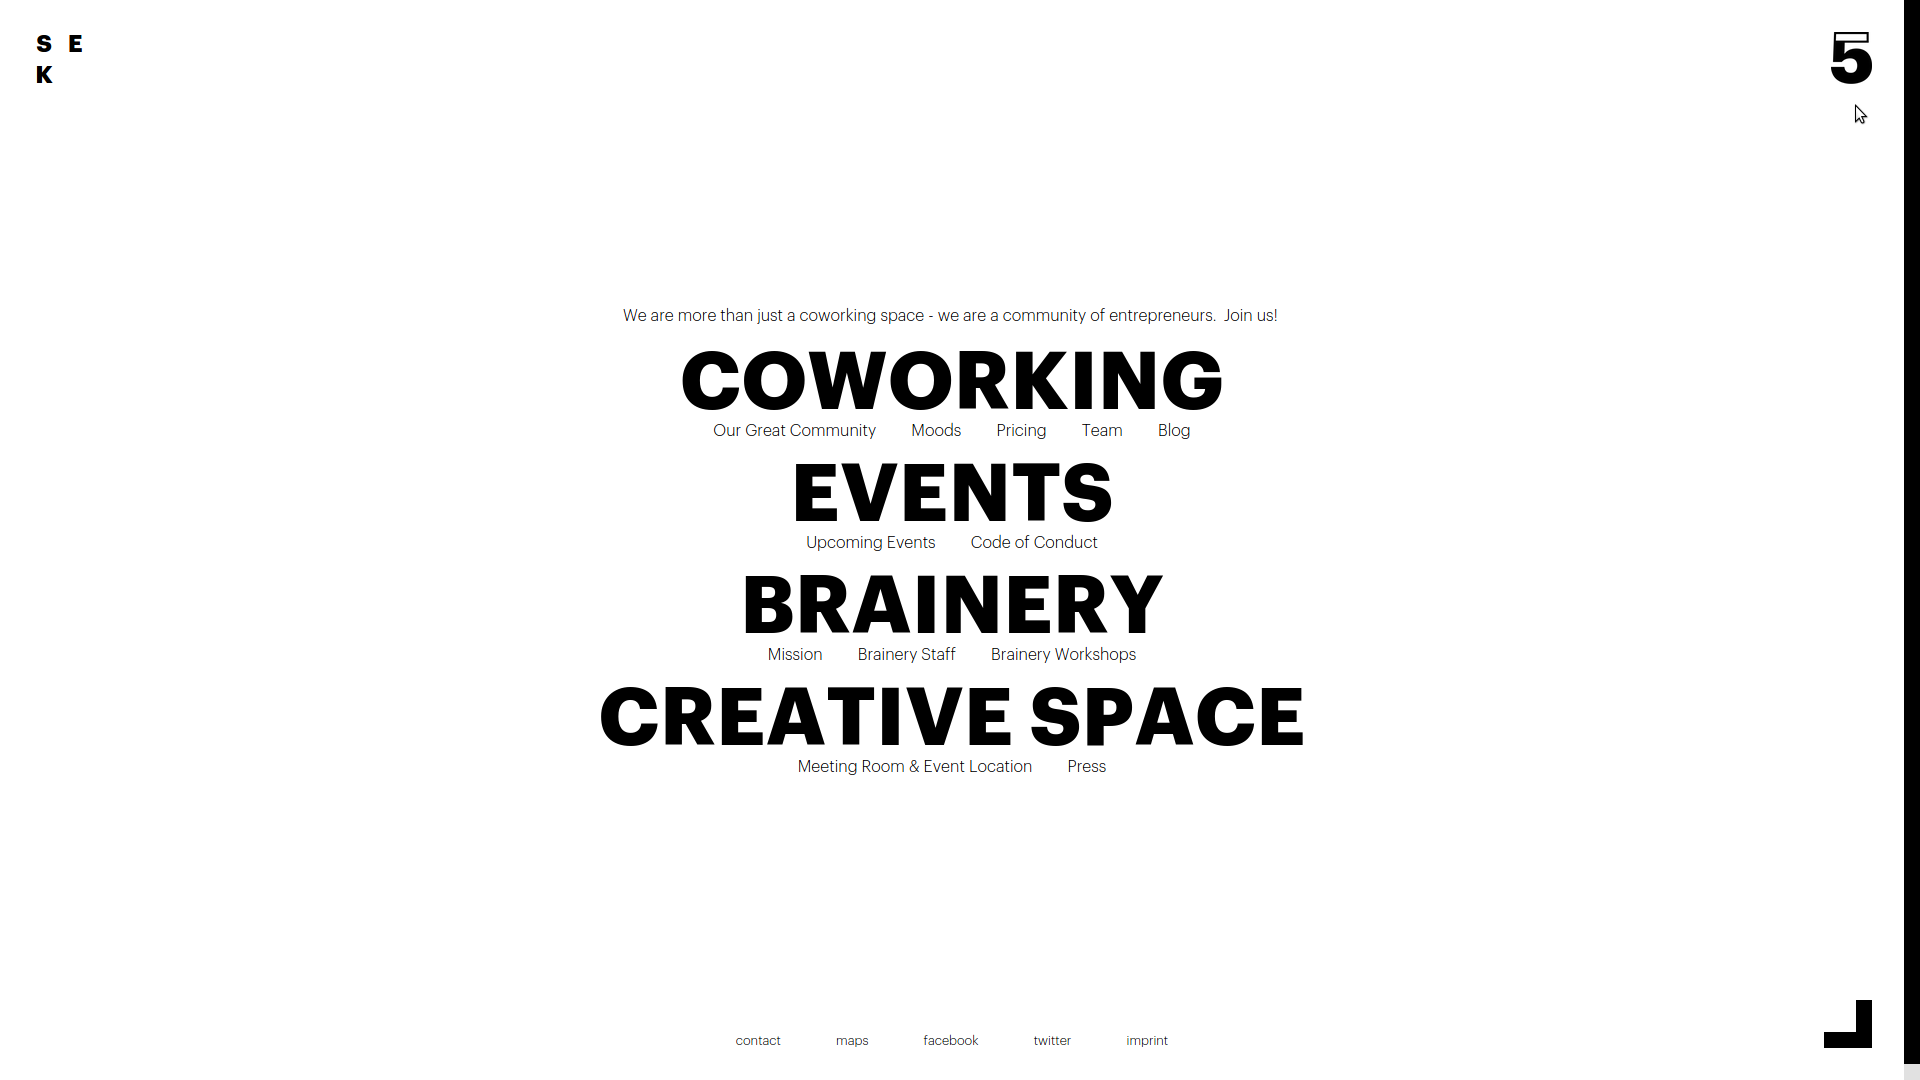 S E
K
5
We are more than just a coworking space - we are a community of entrepreneurs. Join us!
COWORKING
Our Great Community Moods Pricing Team Blog
EVENTS
Upcoming Events Code of Conduct
BRAINERY
Mission Brainery Staff Brainery Workshops
CREATIVE SPACE
Meeting Room & Event Location Press
contact maps facebook twitter imprint